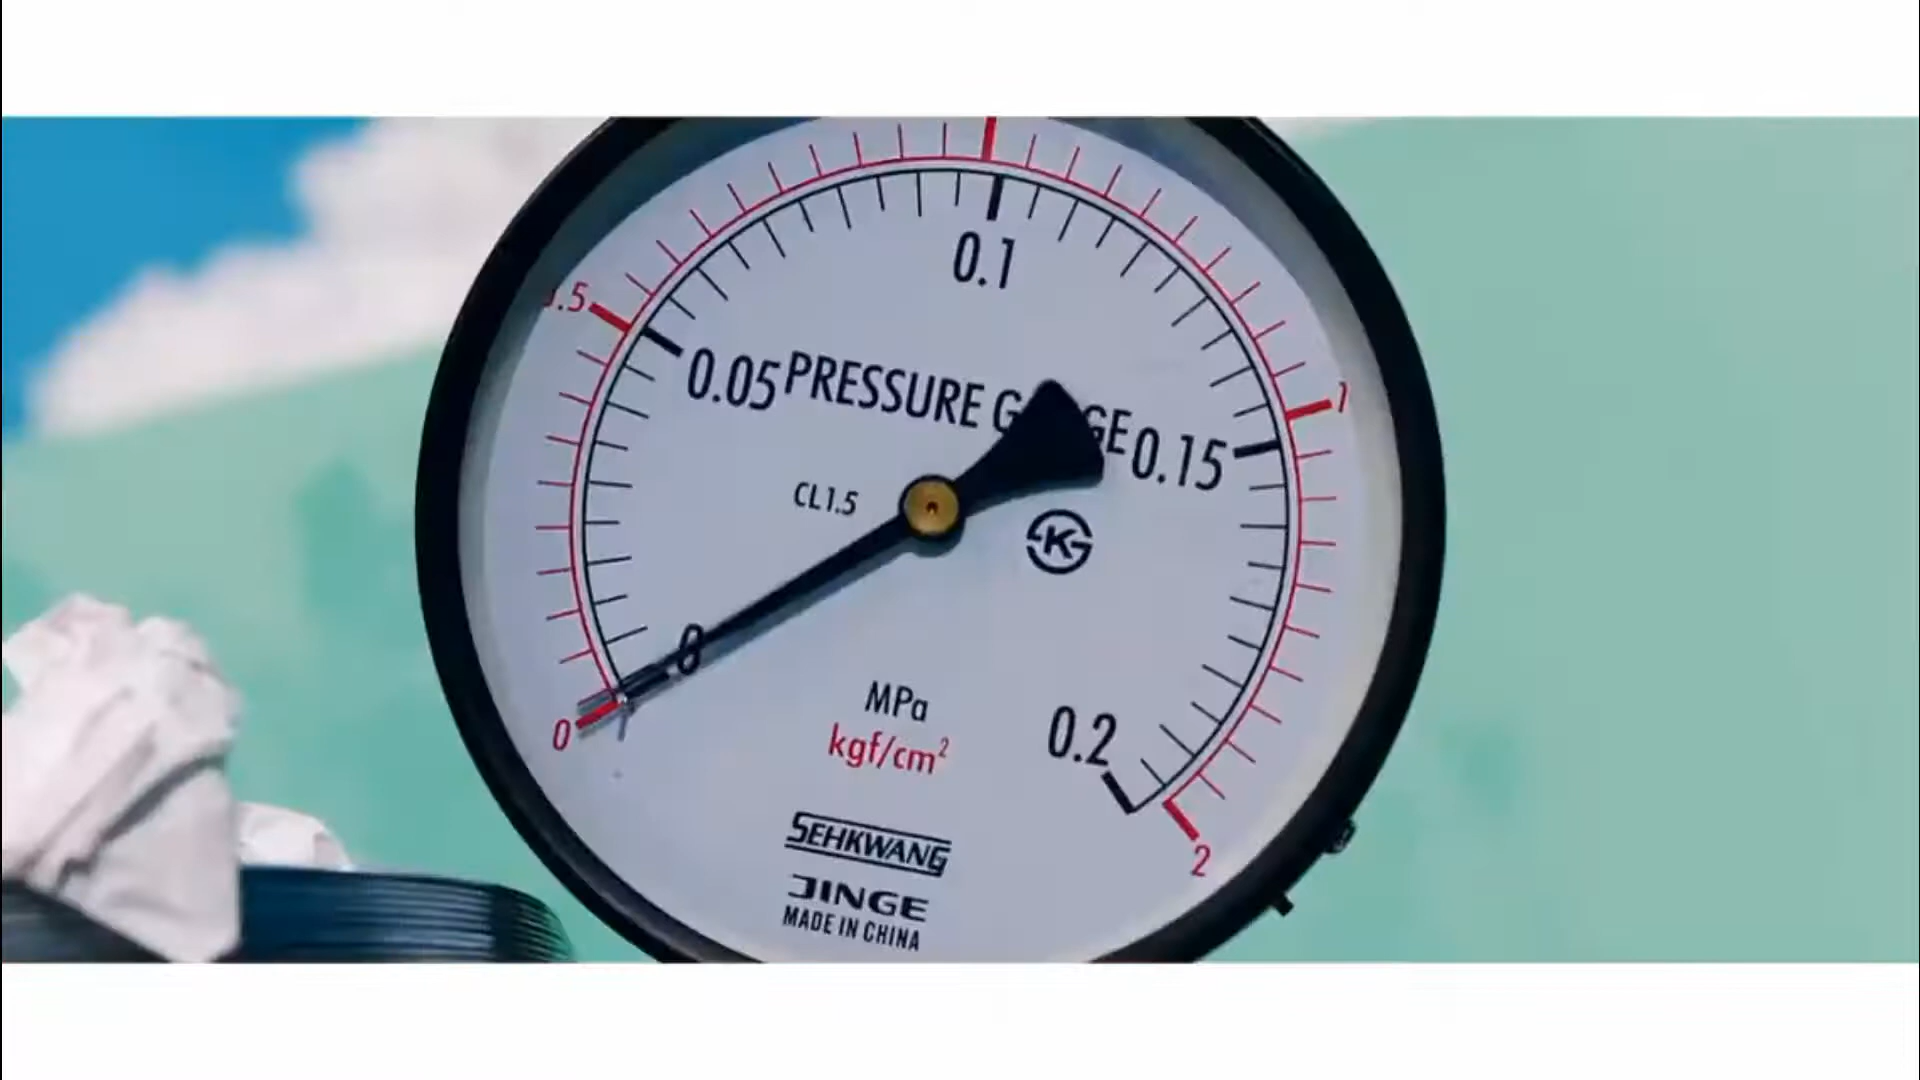 0.1
.5
0.05
PRESSURE G GE
1
0.15
CL1.5
K
0
MPa
0
kgf/cm²
0.2
2
SEHKWANG
JINGE
MADE IN CHINA